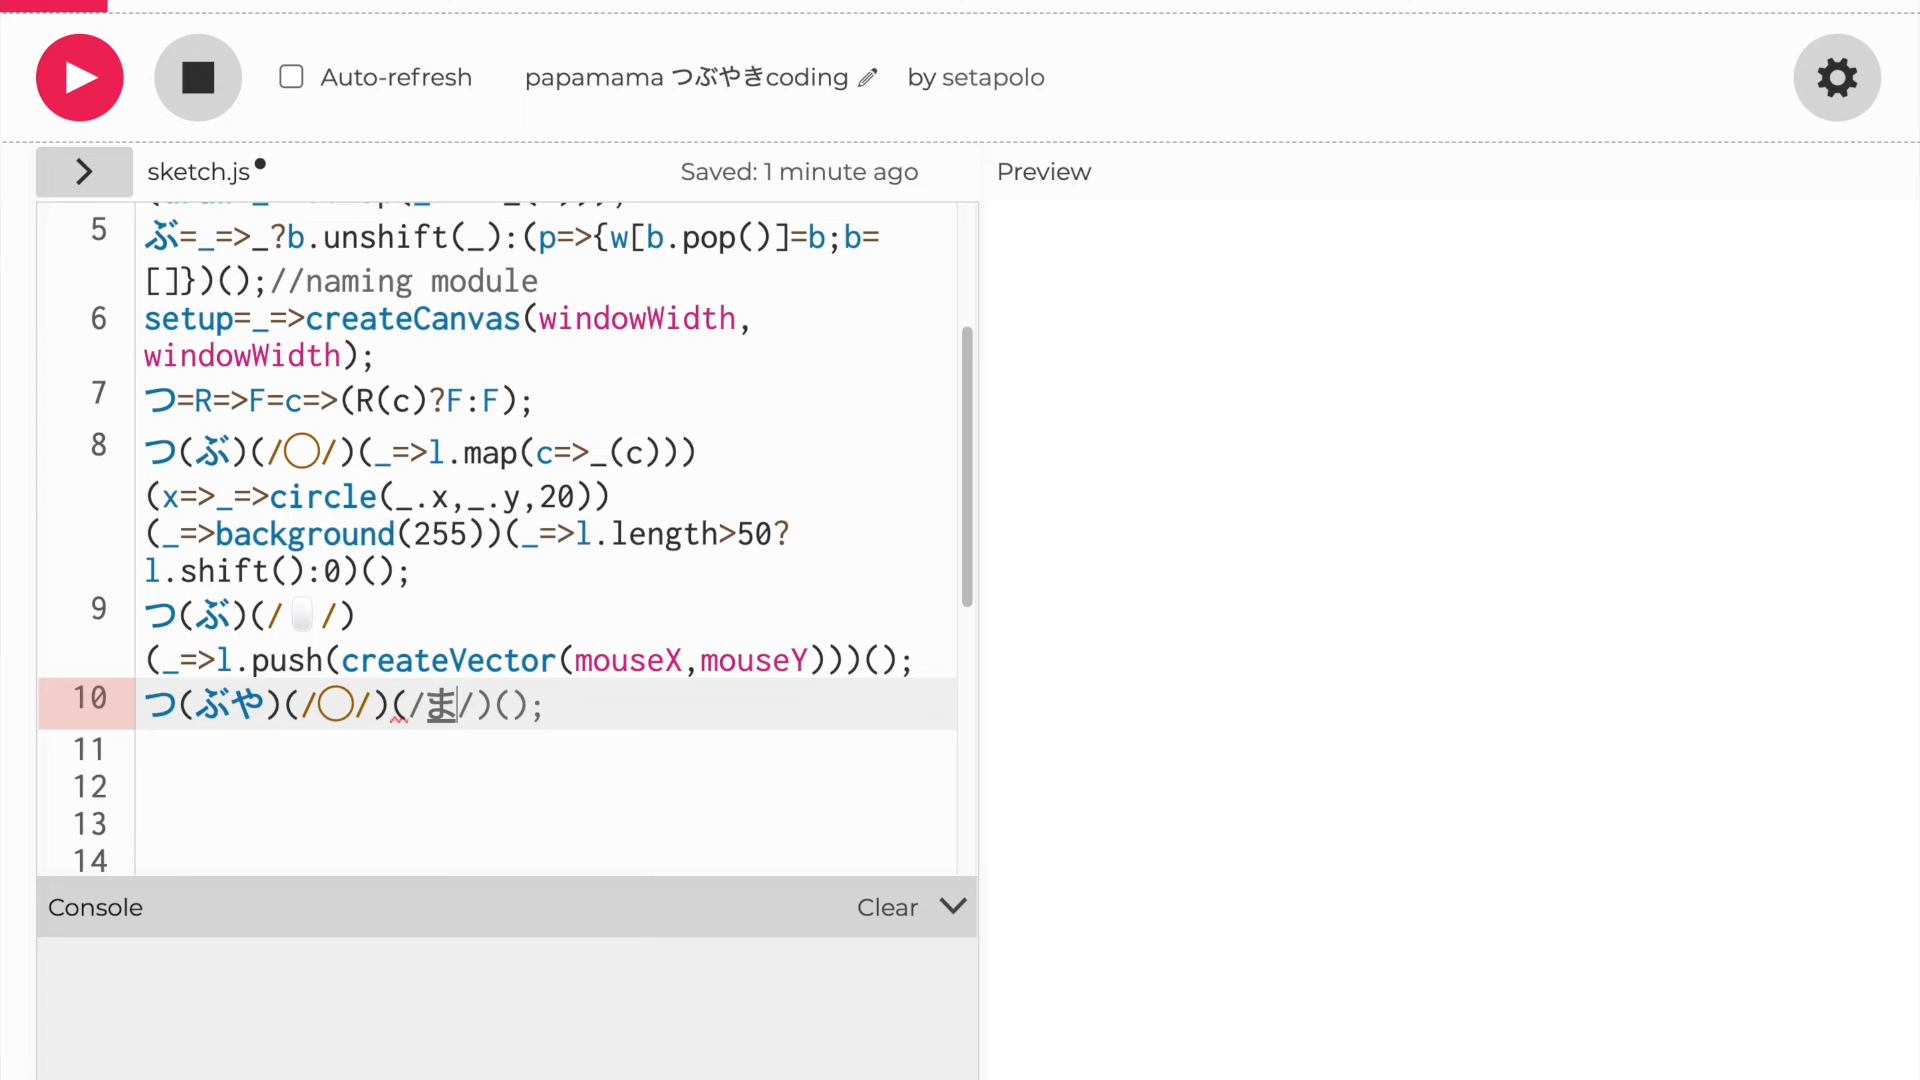 Auto-refresh
papamama つぶやきcoding
by setapolo
sketch.js
Saved: 1 minute ago
Preview
5 ぶ=_=>_?b.unshift(_):(p=>{w[b.pop()]=b;b=
[]})();//naming module
6 setup=_=>createCanvas(windowWidth,
windowWidth);
7 つ=R=>F=c=>(R(c)?F:F);
8 つ(ぶ)(/◯/)(_=>l.map(c=>_(c)))
(x=>_=>circle(_.x,_.y,20))
(_=>background(255))(_=>l.length>50?
l.shift():0)();
9 つ(ぶ)(/🖱️/)
(_=>l.push(createVector(mouseX,mouseY)))();
10 つ(ぶや)(/◯/)(/ま/)();
11
12
13
14
Console
Clear